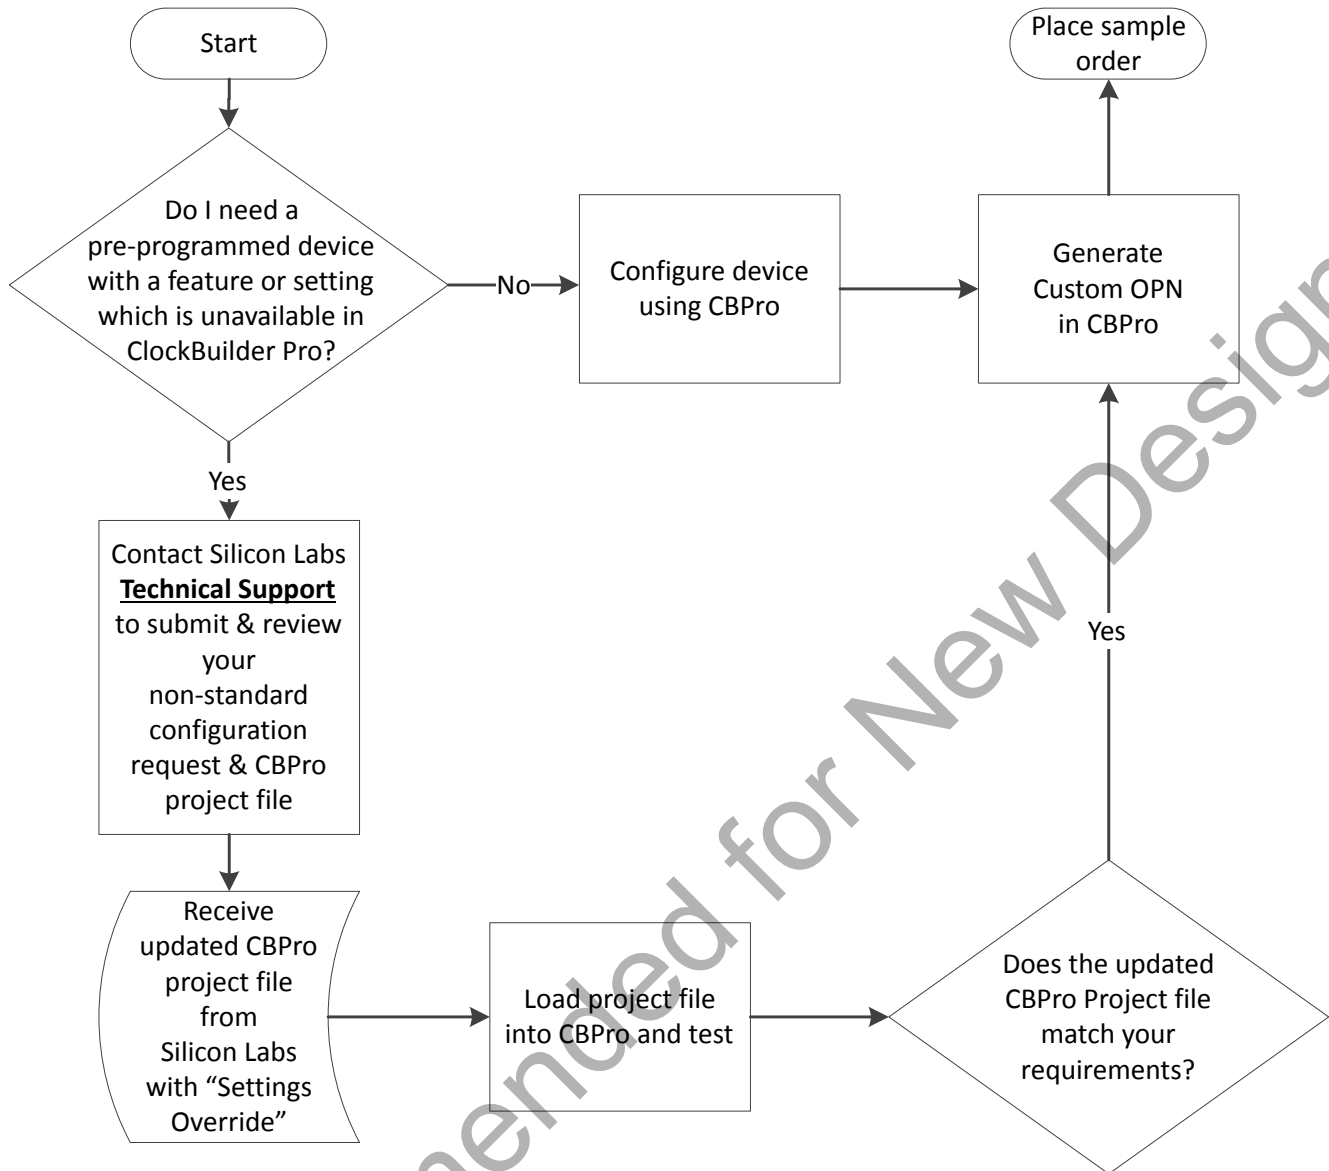 Start
Place sample
order
Do I need a
pre-programmed device
with a feature or setting
which is unavailable in
ClockBuilder Pro?
No
Configure device
using CBPro
Generate
Custom OPN
in CBPro
Yes
Contact Silicon Labs
Technical Support
to submit & review
your
non-standard
configuration
request & CBPro
project file
Yes
Receive
updated CBPro
project file
from
Silicon Labs
with “Settings
Override”
Load project file
into CBPro and test
Does the updated
CBPro Project file
match your
requirements?
mended for New Design